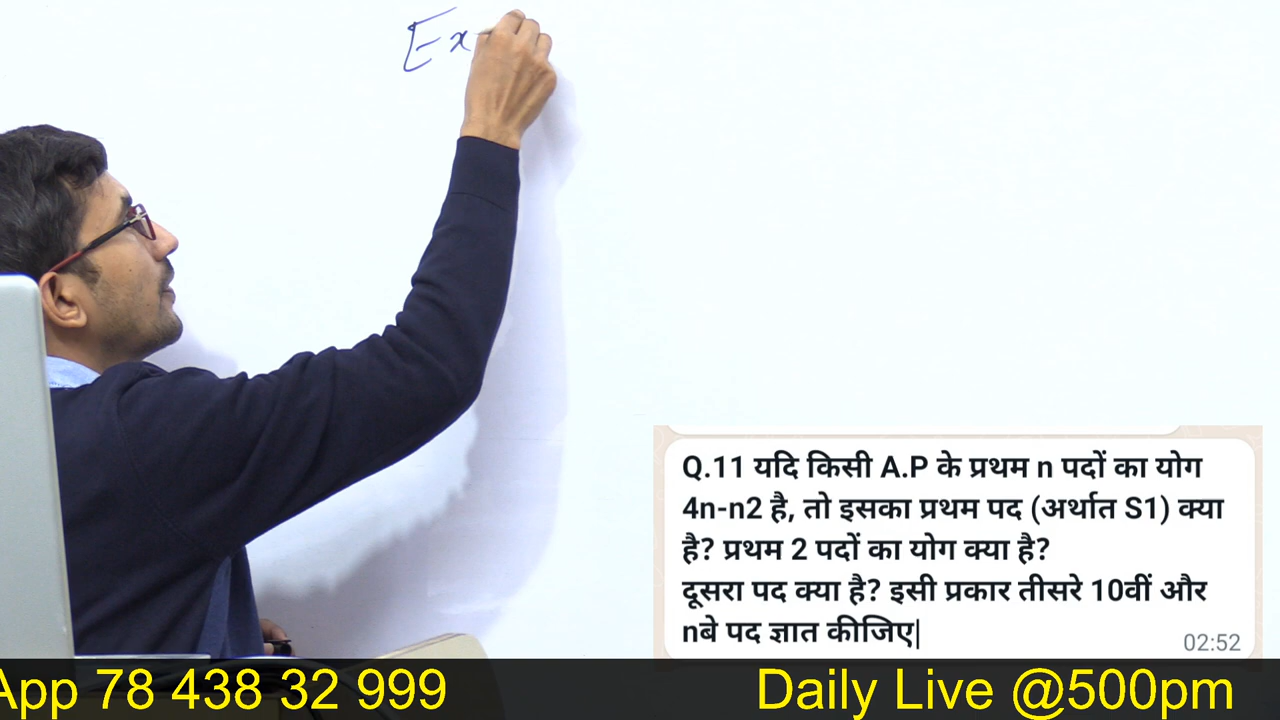 Ex
Q.11 यदि किसी A.P के प्रथम n पदों का योग
4n-n2 है, तो इसका प्रथम पद (अर्थात S1) क्या
है? प्रथम 2 पदों का योग क्या है?
दूसरा पद क्या है? इसी प्रकार तीसरे 10वीं और
nबे पद ज्ञात कीजिए|
02:52
App 78 438 32 999
Daily Live @500pm